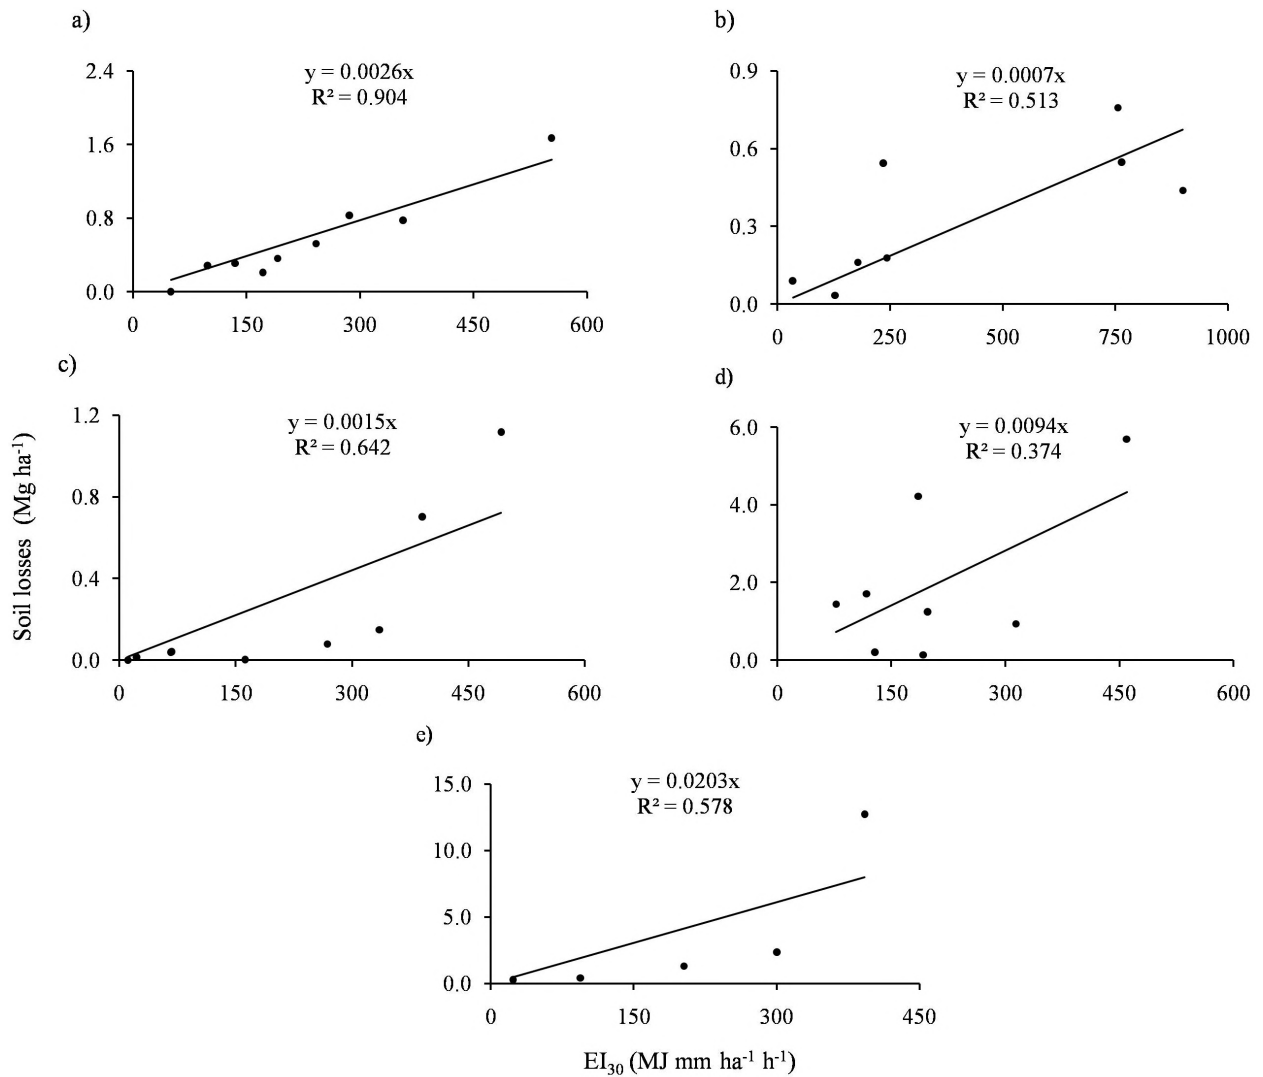 a)
y = 0.0026x
R² = 0.904
2.4
1.6
0.8
0.0
0 150 300 450 600
b)
y = 0.0007x
R² = 0.513
0.9
0.6
0.3
0.0
0 250 500 750 1000
c)
y = 0.0015x
R² = 0.642
1.2
0.8
0.4
0.0
0 150 300 450 600
Soil losses (Mg ha⁻¹)
d)
y = 0.0094x
R² = 0.374
6.0
4.0
2.0
0.0
0 150 300 450 600
e)
y = 0.0203x
R² = 0.578
15.0
10.0
5.0
0.0
0 150 300 450
EI₃₀ (MJ mm ha⁻¹ h⁻¹)